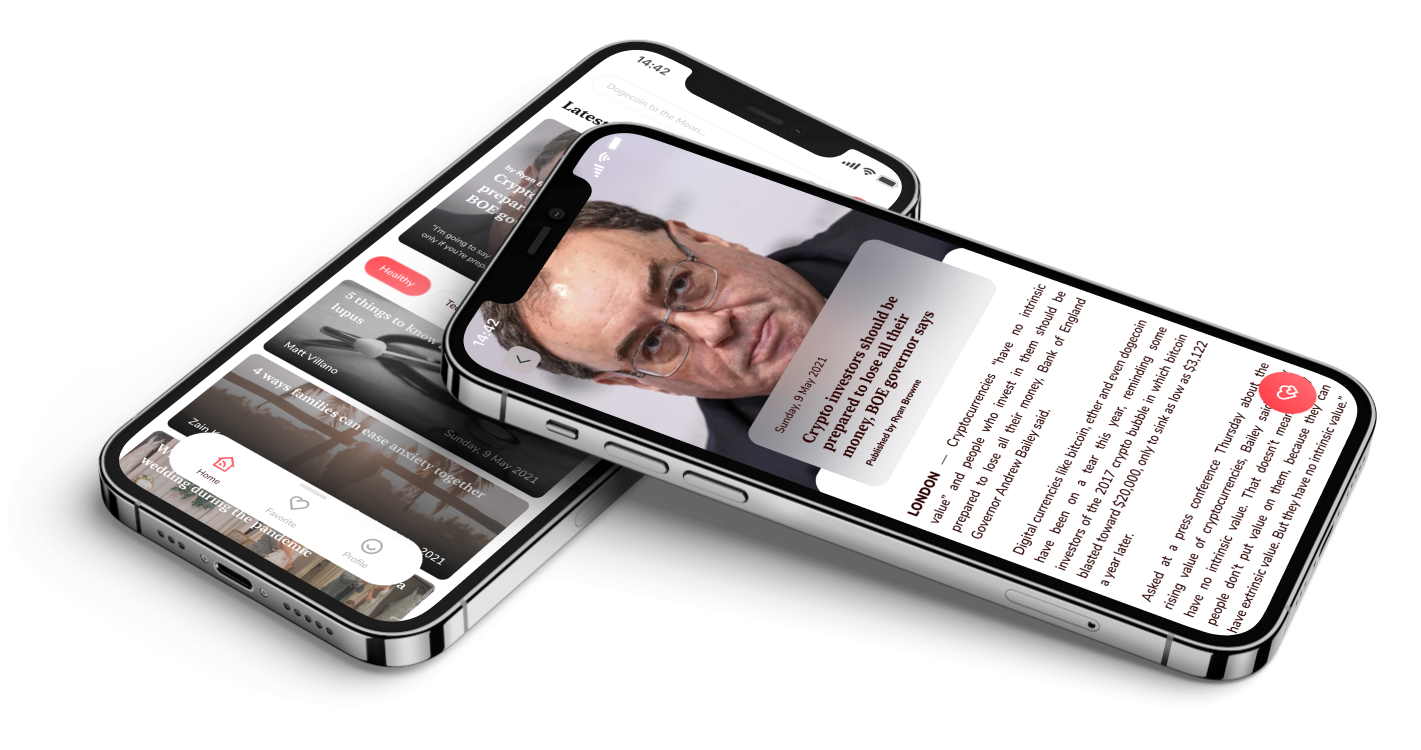 14:42
Dogecoin to the Moon...
Latest
by Ryan B
Crypto
prepar
BOE go
"I'm going to say
only if you're prep
Healthy
Te
5 things to know
lupus
Matt Villano
Sunday, 9 May 2021
4 ways families can ease anxiety together
Zain K
2021
W
wedding during the pandemic
a
Home
Favorite
Profile
14:42
Sunday, 9 May 2021
Crypto investors should be
prepared to lose all their
money, BOE governor says
Published by Ryan Browne
LONDON — Cryptocurrencies "have no intrinsic
value" and people who invest in them should be
prepared to lose all their money, Bank of England
Governor Andrew Bailey said.
Digital currencies like bitcoin, ether and even dogecoin
have been on a tear this year, reminding some
investors of the 2017 crypto bubble in which bitcoin
blasted toward $20,000, only to sink as low as $3,122
a year later.
Asked at a press conference Thursday about the
rising value of cryptocurrencies, Bailey said
have no intrinsic value. That doesn't mean
people don't put value on them, because they can
have extrinsic value. But they have no intrinsic value."